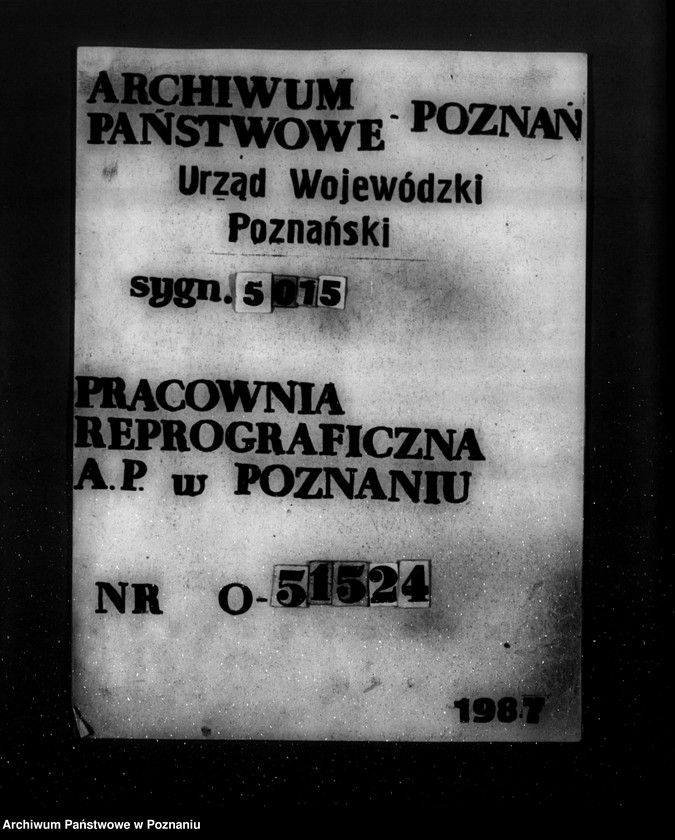 ARCHIWUM
PAŃSTWOWE - POZNAŃ
Urząd Wojewódzki
Poznański
sygn. 5015
PRACOWNIA
REPROGRAFICZNA
A.P. w POZNANIU
NR O-51524
1987
Archiwum Państwowe w Poznaniu